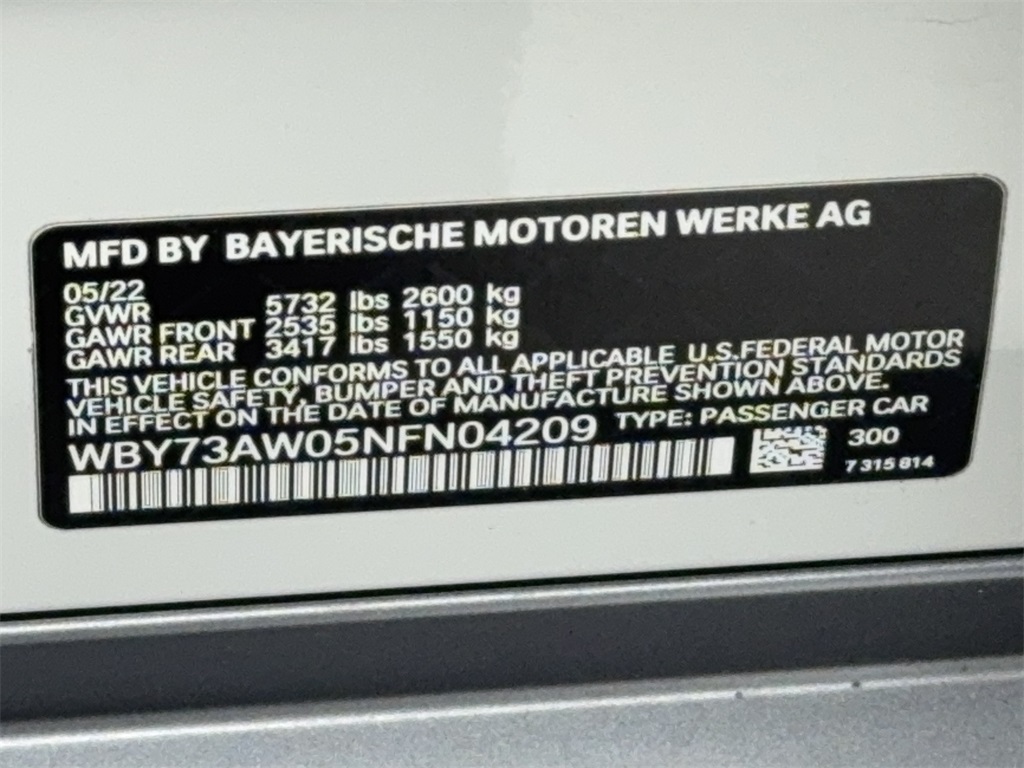 MFD BY BAYERISCHE MOTOREN WERKE AG
05/22
GVWR 5732 lbs 2600 kg
GAWR FRONT 2535 lbs 1150 kg
GAWR REAR 3417 lbs 1550 kg
THIS VEHICLE CONFORMS TO ALL APPLICABLE U.S.FEDERAL MOTOR
VEHICLE SAFETY, BUMPER AND THEFT PREVENTION STANDARDS
IN EFFECT ON THE DATE OF MANUFACTURE SHOWN ABOVE.
WBY73AW05NFN04209 TYPE: PASSENGER CAR
300
7 315 814